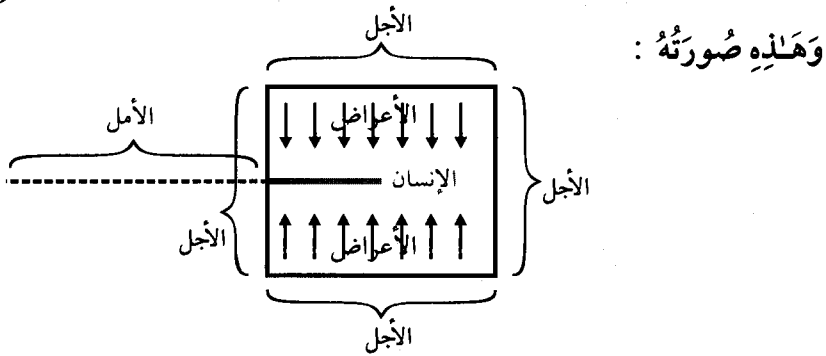 وَهَـٰذِهِ صُورَتُهُ :
الأجل
الأعراض
الأمل
الإنسان
الأجل
الأجل
الأعراض
الأجل